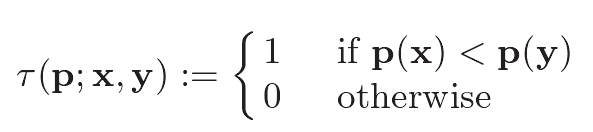 τ(p; x, y) := { 1 if p(x) < p(y)
0 otherwise